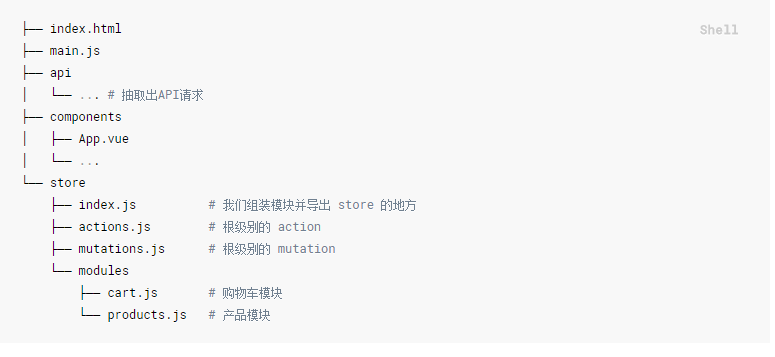 ├── index.html
Shell
├── main.js
├── api
│   └── ... # 抽取出API请求
├── components
│   ├── App.vue
│   └── ...
└── store
    ├── index.js          # 我们组装模块并导出 store 的地方
    ├── actions.js        # 根级别的 action
    ├── mutations.js      # 根级别的 mutation
    └── modules
        ├── cart.js       # 购物车模块
        └── products.js   # 产品模块